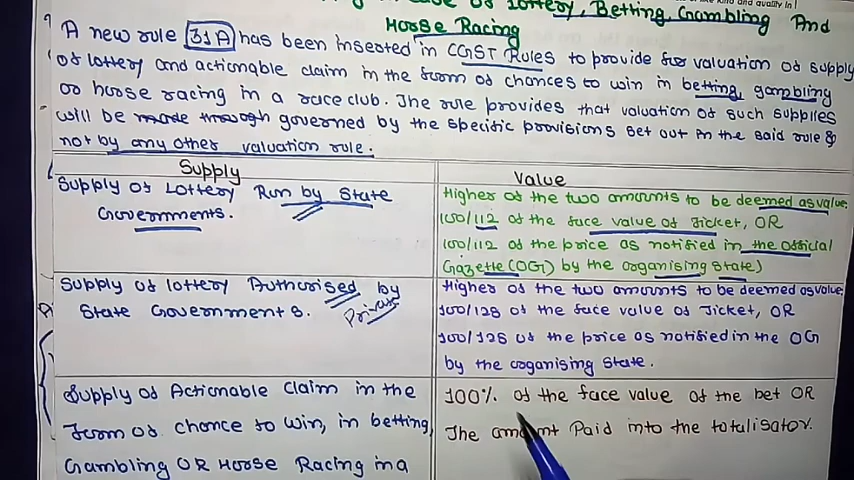 of Lottery, Betting, Gambling And
Horse Racing
A new rule 31A has been inserted in CGST Rules to provide for valuation of supply
of lottery and actionable claim in the form of chances to win in betting, gambling
or horse racing in a race club. The rule provides that valuation of such supplies
will be made through governed by the specific provisions set out in the said rule &
not by any other valuation rule.
Supply
Value
Supply of Lottery Run by State
Governments.
Higher of the two amounts to be deemed as value.
100/112 of the face value of Ticket, OR
100/112 of the price as notified in the official
Gazette (OG) by the organising state)
Supply of lottery Authorised by
State Governments.
Private
Higher of the two amounts to be deemed as value.
100/128 of the face value of Ticket, OR
100/128 of the price as notified in the OG
by the organising state.
Supply of Actionable Claim in the
Form of chance to win, in betting,
Gambling OR Horse Racing in a
100% of the face value of the bet OR
The amount Paid into the totalisator.